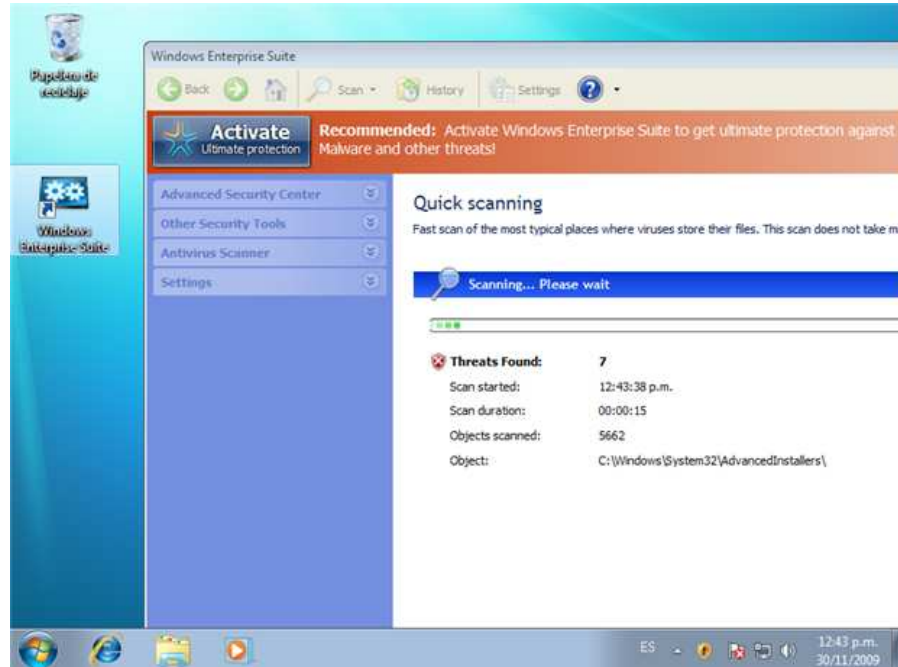 Papelera de
reciclaje
Windows
Enterprise Suite
Windows Enterprise Suite
Back
Scan
History
Settings
Activate
Ultimate protection
Recommended: Activate Windows Enterprise Suite to get ultimate protection against
Malware and other threats!
Advanced Security Center
Other Security Tools
Antivirus Scanner
Settings
Quick scanning
Fast scan of the most typical places where viruses store their files. This scan does not take m
Scanning... Please wait
Threats Found: 7
Scan started: 12:43:38 p.m.
Scan duration: 00:00:15
Objects scanned: 5662
Object: C:\Windows\System32\AdvancedInstallers\
ES
12:43 p.m.
30/11/2009